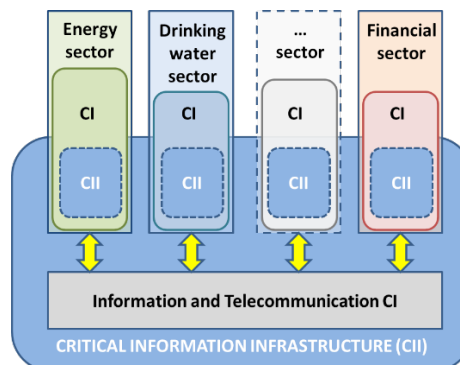 Energy
sector
Drinking
water
sector
...
sector
Financial
sector
CI
CI
CI
CI
CII
CII
CII
CII
Information and Telecommunication CI
CRITICAL INFORMATION INFRASTRUCTURE (CII)